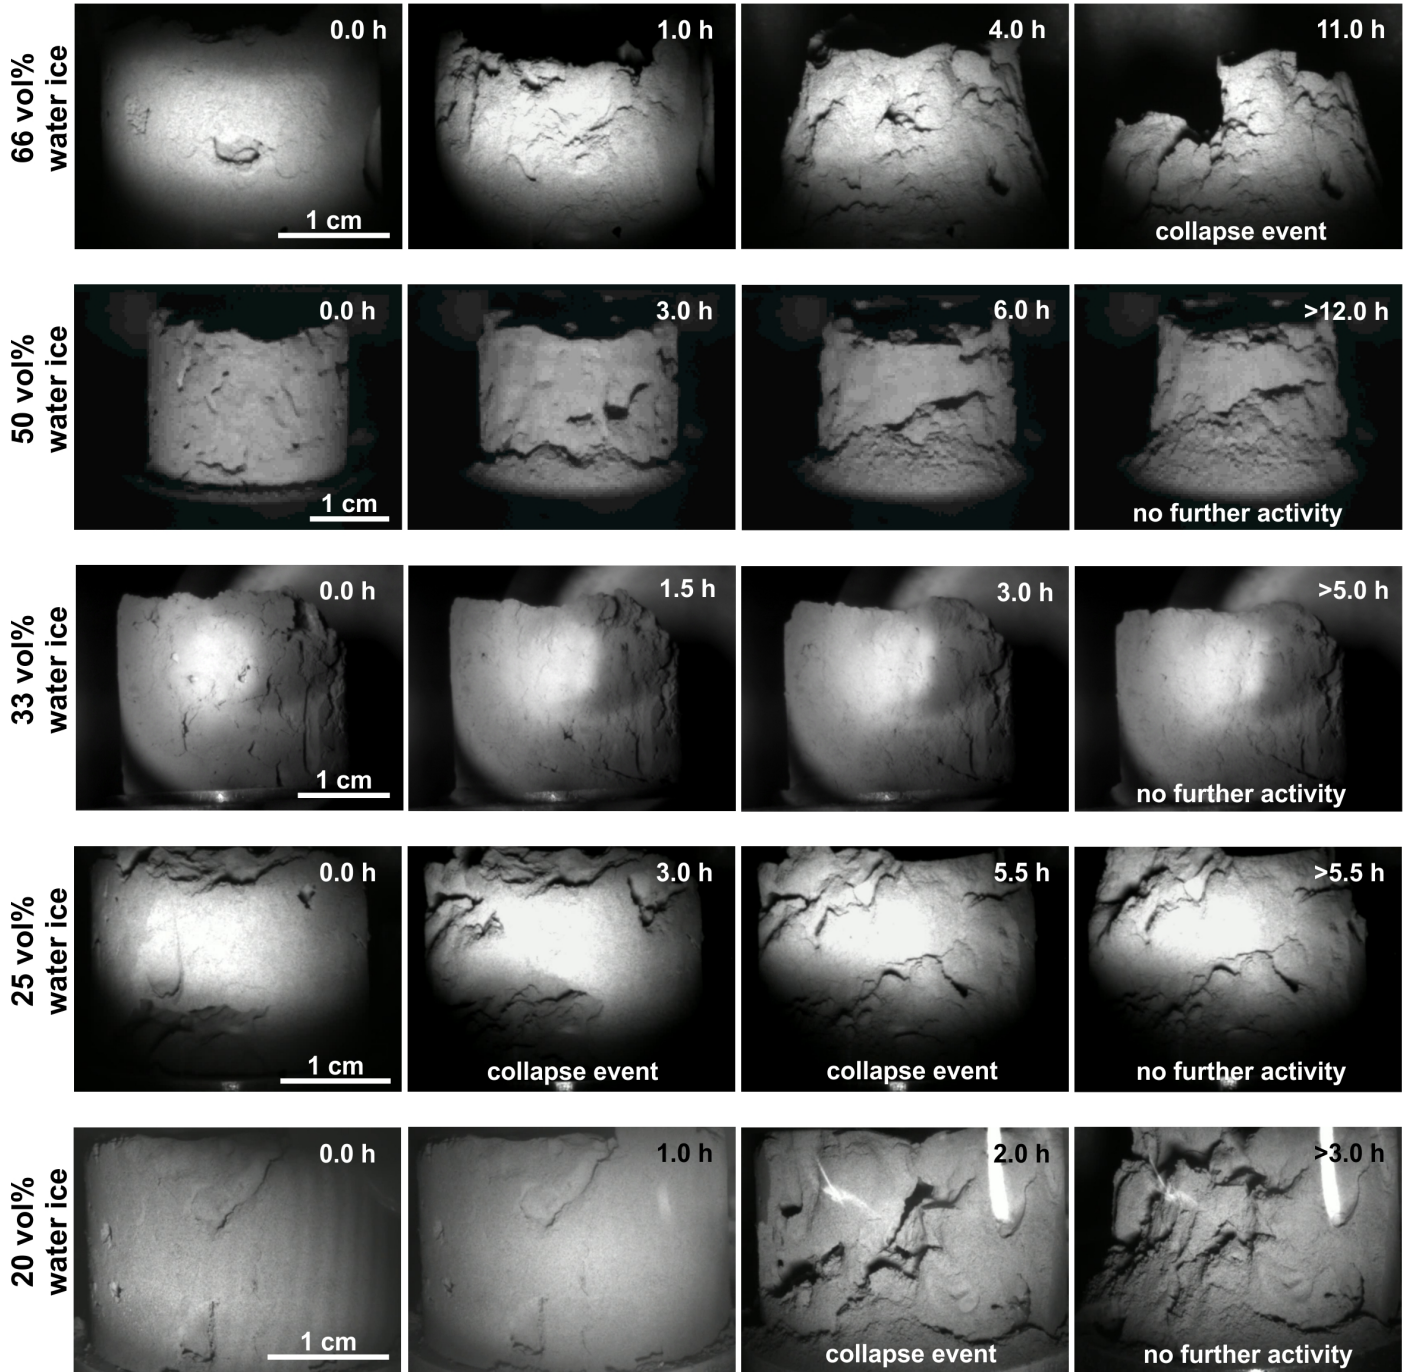 66 vol%
water ice
0.0 h
1.0 h
4.0 h
11.0 h
1 cm
collapse event
50 vol%
water ice
0.0 h
3.0 h
6.0 h
>12.0 h
1 cm
no further activity
33 vol%
water ice
0.0 h
1.5 h
3.0 h
>5.0 h
1 cm
no further activity
25 vol%
water ice
0.0 h
3.0 h
5.5 h
>5.5 h
1 cm
collapse event
collapse event
no further activity
20 vol%
water ice
0.0 h
1.0 h
2.0 h
>3.0 h
1 cm
collapse event
no further activity